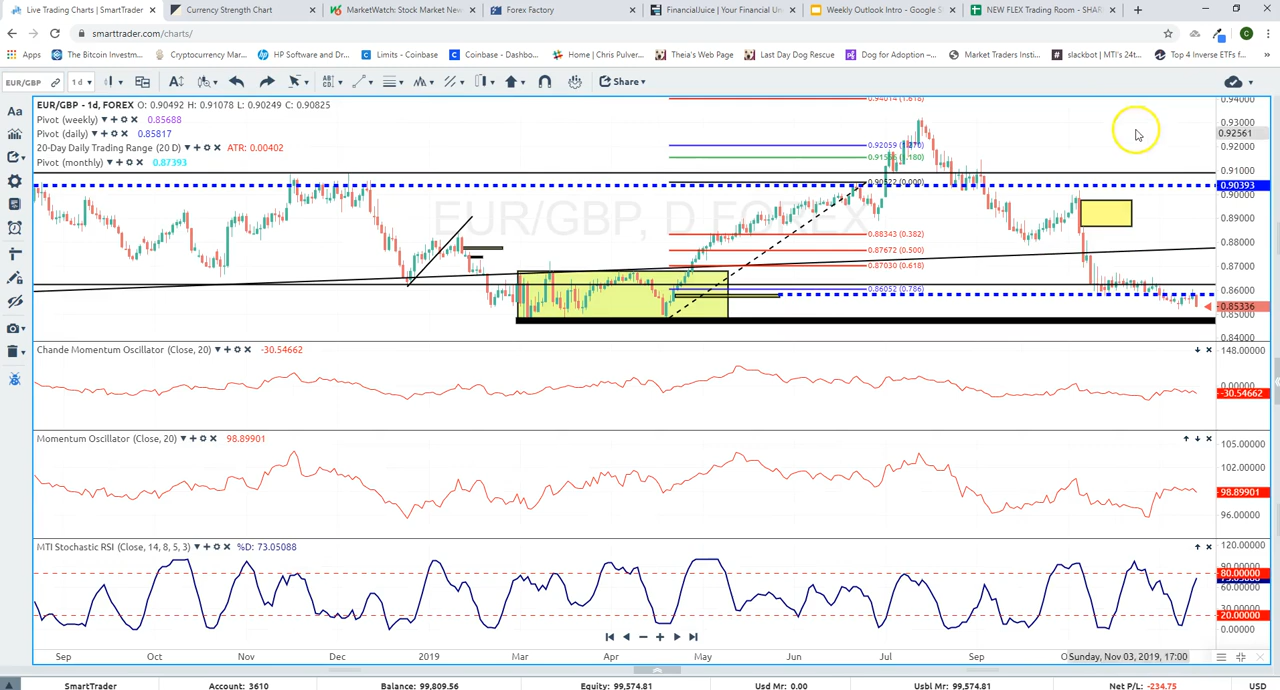 Live Trading Charts | SmartTrader
Currency Strength Chart
MarketWatch: Stock Market New
Forex Factory
FinancialJuice | Your Financial
Weekly Outlook Intro - Google S
NEW FLEX Trading Room - SHAR
smarttrader.com/charts/
Apps
The Bitcoin Investm...
Cryptocurrency Mar...
HP Software and Dr...
Limits - Coinbase
Coinbase - Dashbo...
Home | Chris Pulver...
Theia's Web Page
Last Day Dog Rescue
Dog for Adoption –...
Market Traders Insti...
slackbot | MTI's 24t...
Top 4 Inverse ETFs f...
EUR/GBP
1d
Share
EUR/GBP - 1d, FOREX O: 0.90492 H: 0.91078 L: 0.90249 C: 0.90825
Pivot (weekly) 0.85688
Pivot (daily) 0.85817
20-Day Daily Trading Range (20 D) ATR: 0.00402
Pivot (monthly) 0.87393
EUR/GBP, D, FOREX
0.94014 (1.618)
0.90522 (0.000)
0.88343 (0.382)
0.87672 (0.500)
0.87030 (0.618)
0.86052 (0.786)
0.94000
0.93000
0.92561
0.92000
0.91000
0.90393
0.90000
0.89000
0.88000
0.87000
0.86000
0.85336
0.85000
0.84000
Chande Momentum Oscillator (Close, 20) -30.54662
148.00000
0.00000
-30.54662
Momentum Oscillator (Close, 20) 98.89901
105.00000
102.00000
98.89901
96.00000
MTI Stochastic RSI (Close, 14, 8, 5, 3) %D: 73.05088
120.00000
80.00000
60.00000
20.00000
0.00000
Sep
Oct
Nov
Dec
2019
Mar
Apr
May
Jun
Jul
Sep
Sunday, Nov 03, 2019, 17:00
SmartTrader
Account: 3610
Balance: 99,809.56
Equity: 99,574.81
Usd Mr: 0.00
Usbl Mr: 99,574.81
Net P/L: -234.75
USD